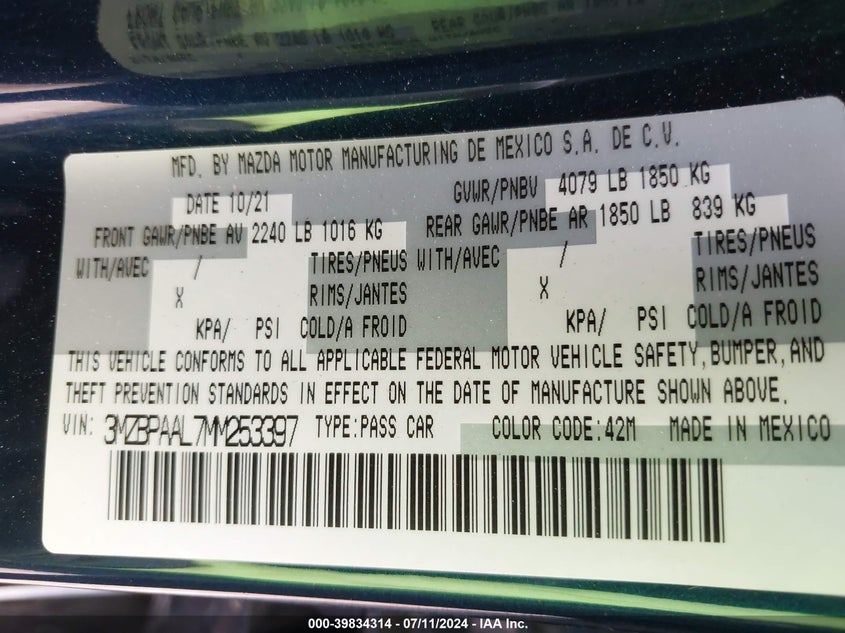 MFD. BY MAZDA MOTOR MANUFACTURING DE MEXICO S.A. DE C.V.
DATE 10/21 GVWR/PNBV 4079 LB 1850 KG
FRONT GAWR/PNBE AV 2240 LB 1016 KG REAR GAWR/PNBE AR 1850 LB 839 KG
WITH/AVEC / TIRES/PNEUS WITH/AVEC / TIRES/PNEUS
X RIMS/JANTES X RIMS/JANTES
KPA/ PSI COLD/A FROID KPA/ PSI COLD/A FROID
THIS VEHICLE CONFORMS TO ALL APPLICABLE FEDERAL MOTOR VEHICLE SAFETY, BUMPER, AND
THEFT PREVENTION STANDARDS IN EFFECT ON THE DATE OF MANUFACTURE SHOWN ABOVE.
VIN: 3MZBPAAL7MM253397 TYPE:PASS CAR COLOR CODE:42M MADE IN MEXICO
000-39834314 - 07/11/2024 - IAA Inc.